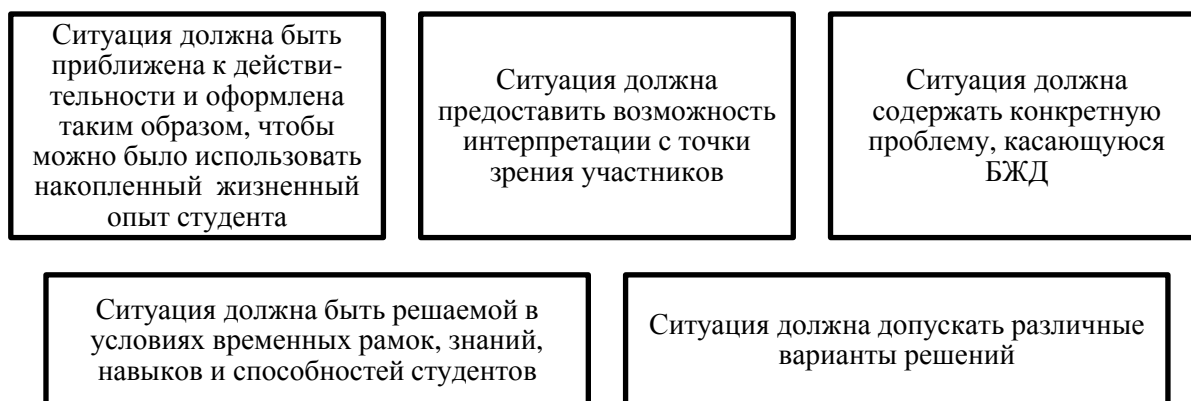 Ситуация должна быть
приближена к действи-
тельности и оформлена
таким образом, чтобы
можно было использовать
накопленный жизненный
опыт студента
Ситуация должна
предоставить возможность
интерпретации с точки
зрения участников
Ситуация должна
содержать конкретную
проблему, касающуюся
БЖД
Ситуация должна быть решаемой в
условиях временных рамок, знаний,
навыков и способностей студентов
Ситуация должна допускать различные
варианты решений